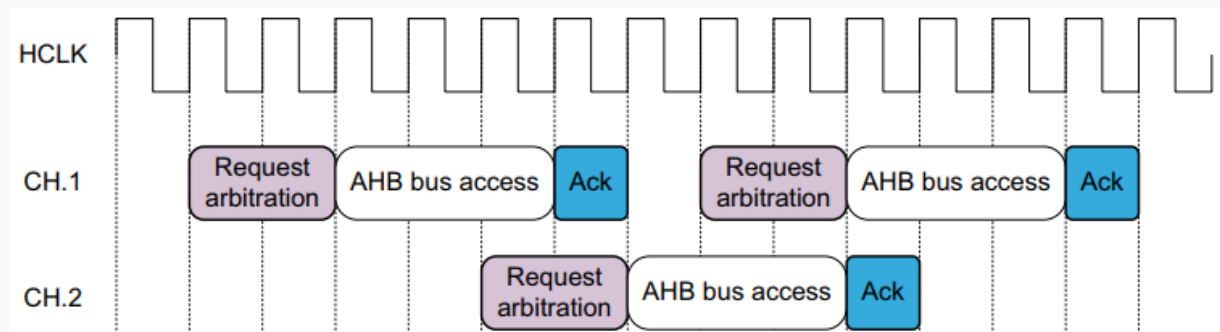 HCLK
CH.1
Request
arbitration
AHB bus access
Ack
Request
arbitration
AHB bus access
Ack
CH.2
Request
arbitration
AHB bus access
Ack